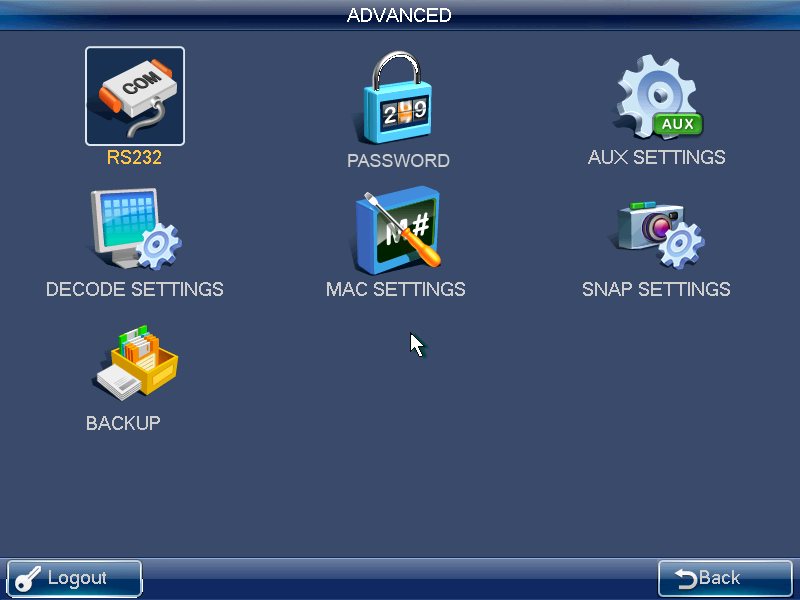 ADVANCED
COM
2 9
AUX
RS232
PASSWORD
AUX SETTINGS
M#
DECODE SETTINGS
MAC SETTINGS
SNAP SETTINGS
BACKUP
Logout
Back